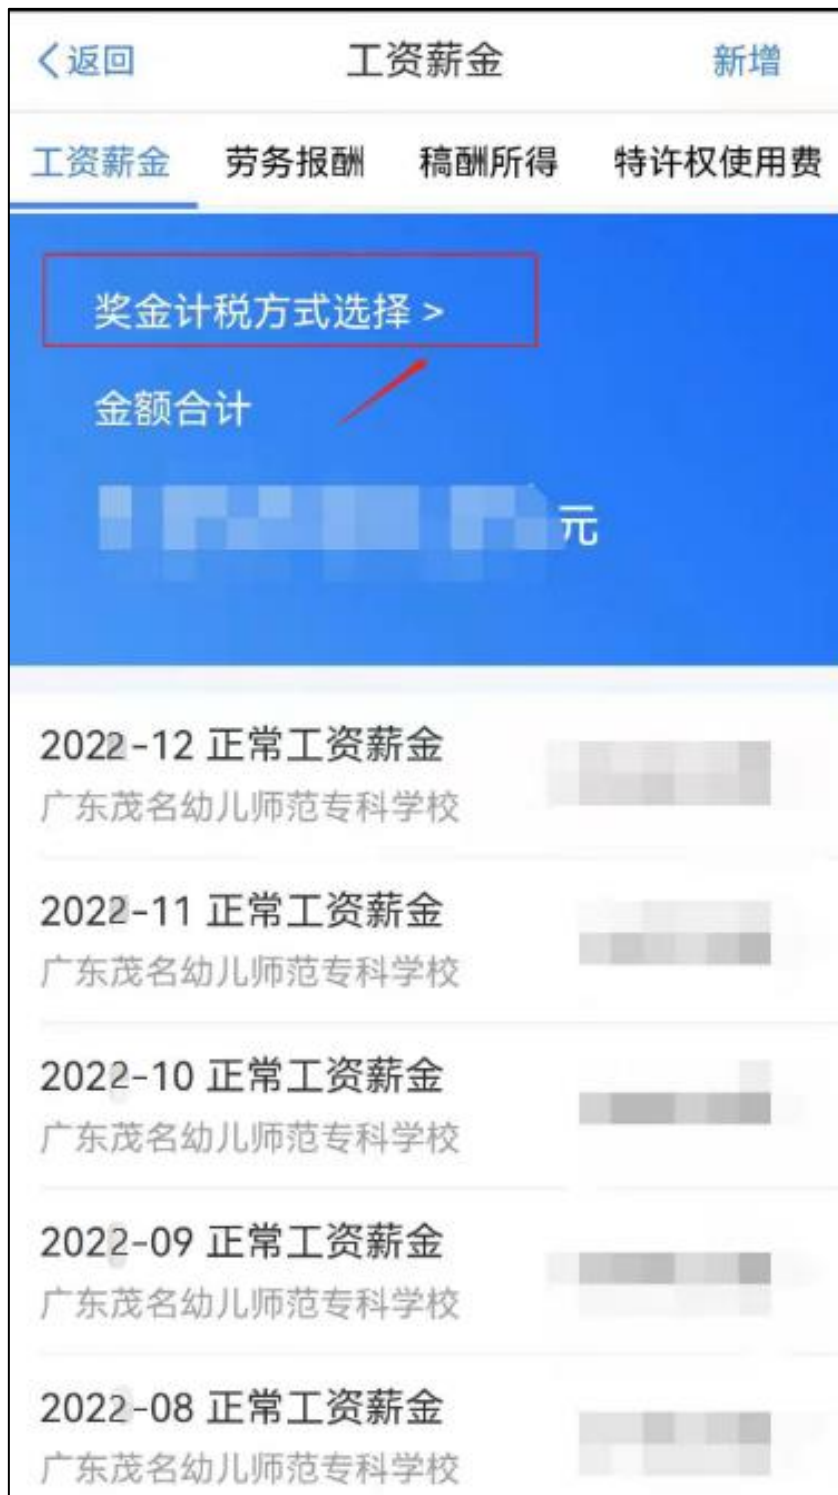 返回 工资薪金 新增
工资薪金 劳务报酬 稿酬所得 特许权使用费
奖金计税方式选择 >
金额合计
元
2022-12 正常工资薪金
广东茂名幼儿师范专科学校
2022-11 正常工资薪金
广东茂名幼儿师范专科学校
2022-10 正常工资薪金
广东茂名幼儿师范专科学校
2022-09 正常工资薪金
广东茂名幼儿师范专科学校
2022-08 正常工资薪金
广东茂名幼儿师范专科学校